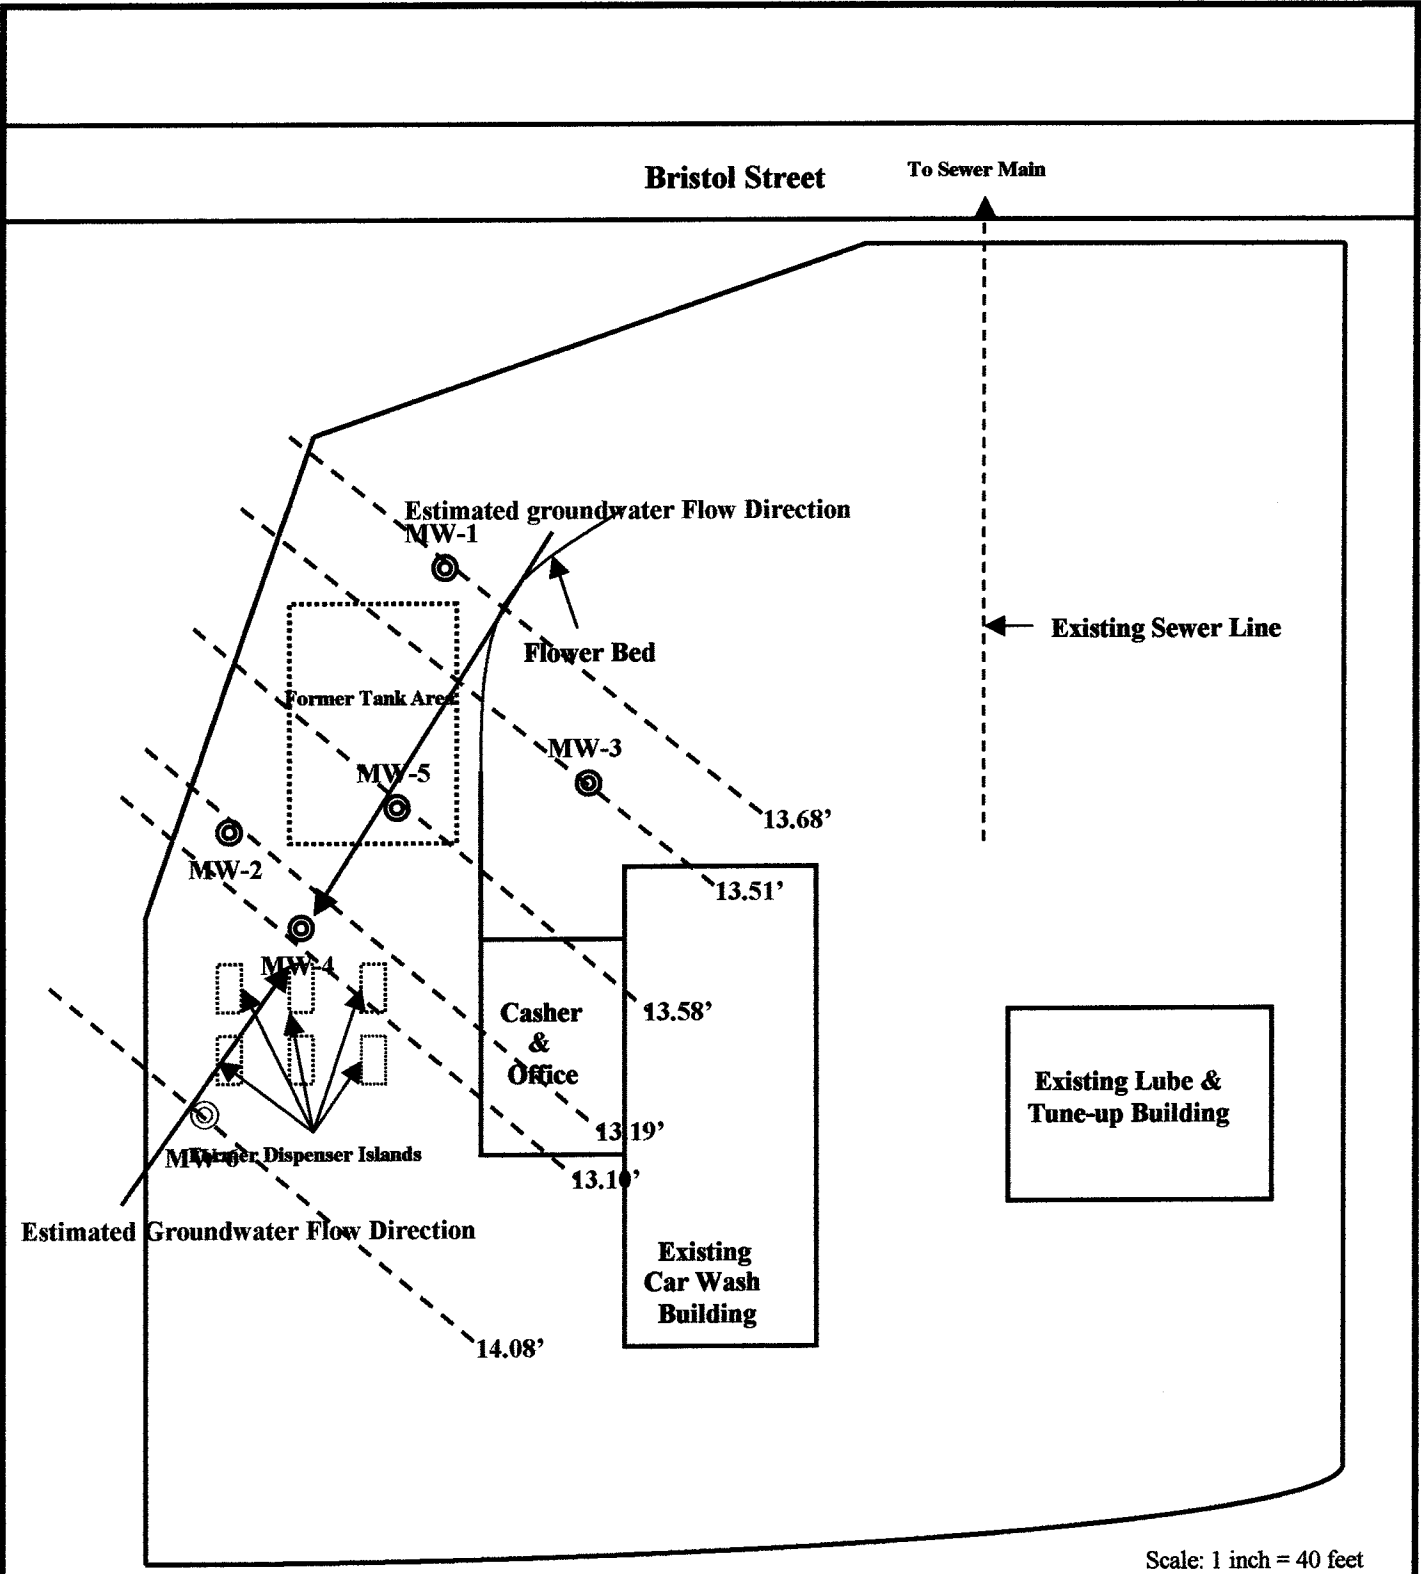 Bristol Street
To Sewer Main
Estimated groundwater Flow Direction
MW-1
Existing Sewer Line
Flower Bed
Former Tank Area
MW-3
MW-5
13.68’
MW-2
13.51’
MW-4
13.58’
Casher
&
Office
Existing Lube &
Tune-up Building
13.19’
MW-6
Former Dispenser Islands
Estimated Groundwater Flow Direction
Existing
Car Wash
Building
14.08’
Scale: 1 inch = 40 feet